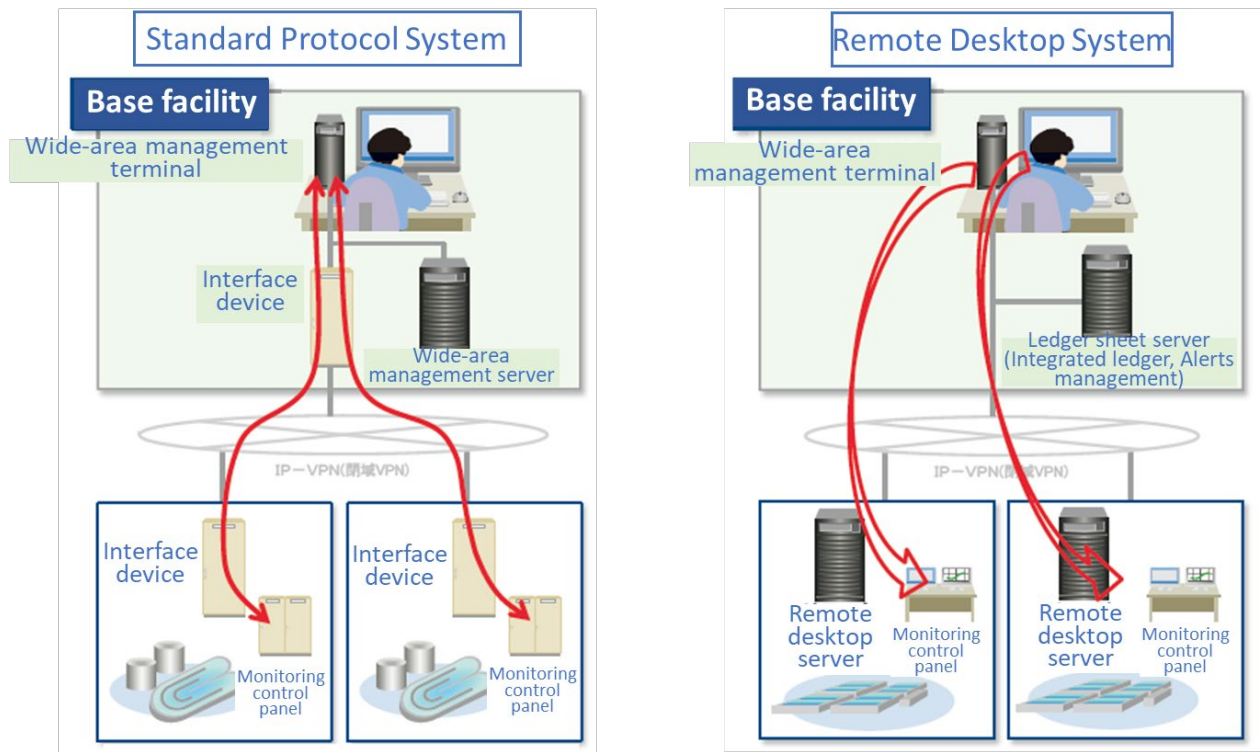 Standard Protocol System
Base facility
Wide-area management
terminal
Interface
device
Wide-area
management server
IP－VPN(閉域VPN)
Interface
device
Monitoring
control
panel
Interface
device
Monitoring
control
panel
Remote Desktop System
Base facility
Wide-area
management terminal
Ledger sheet server
(Integrated ledger, Alerts
management)
IP－VPN(閉域VPN)
Remote
desktop
server
Monitoring
control
panel
Remote
desktop
server
Monitoring
control
panel